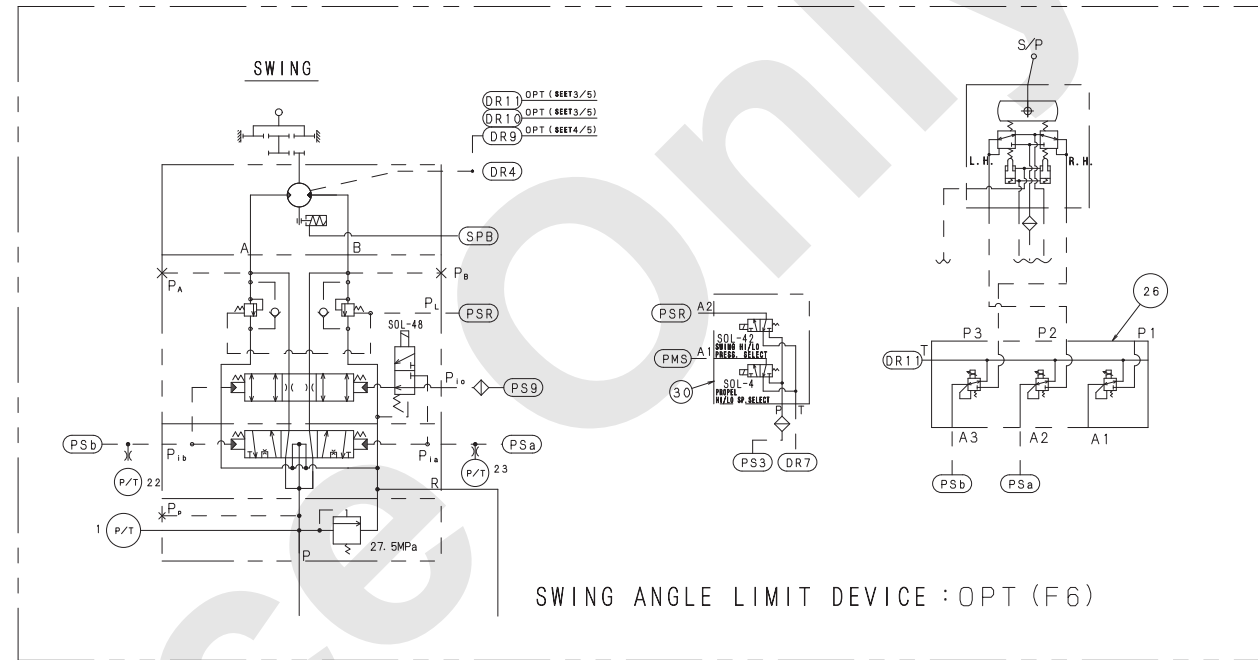 SWING
S/P
DR11 OPT (SEET3/5)
DR10 OPT (SEET3/5)
DR9 OPT (SEET4/5)
DR4
L.H.
R.H.
SPB
A
B
PA
PB
PL
PSR
SOL-48
Pic
PS9
PSR A2
SOL-42
SWING HI/LO
PRESS. SELECT
PMS A1
SOL-4
PROPEL
HI/LO SP.SELECT
30
P T
PS3
DR7
26
P3
P2
P1
DR11 T
A3
A2
A1
PSb
PSa
PSb
Pib
Pia
PSa
P/T 22
P/T 23
R
Pp
1 P/T
27.5MPa
P
SWING ANGLE LIMIT DEVICE :OPT (F6)
Use Only